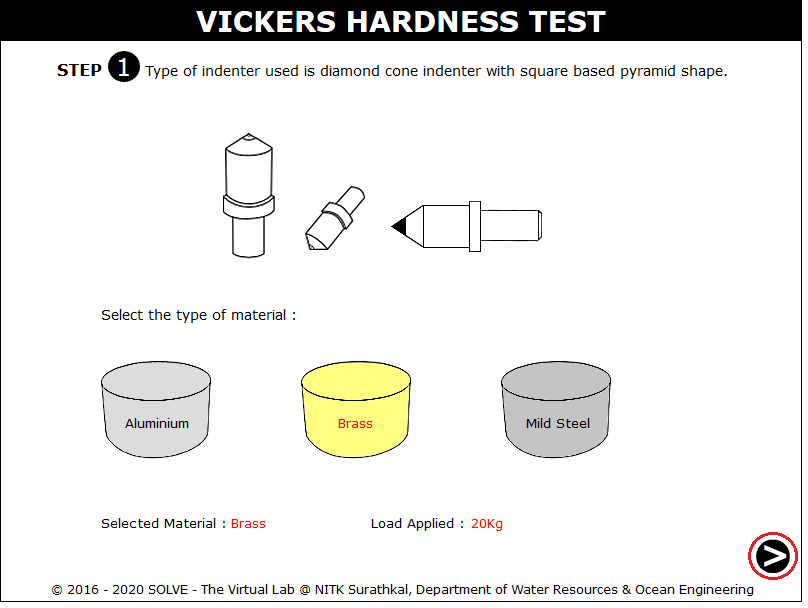 VICKERS HARDNESS TEST
STEP 1 Type of indenter used is diamond cone indenter with square based pyramid shape.
Select the type of material :
Aluminium
Brass
Mild Steel
Selected Material : Brass
Load Applied : 20Kg
© 2016 - 2020 SOLVE - The Virtual Lab @ NITK Surathkal, Department of Water Resources & Ocean Engineering